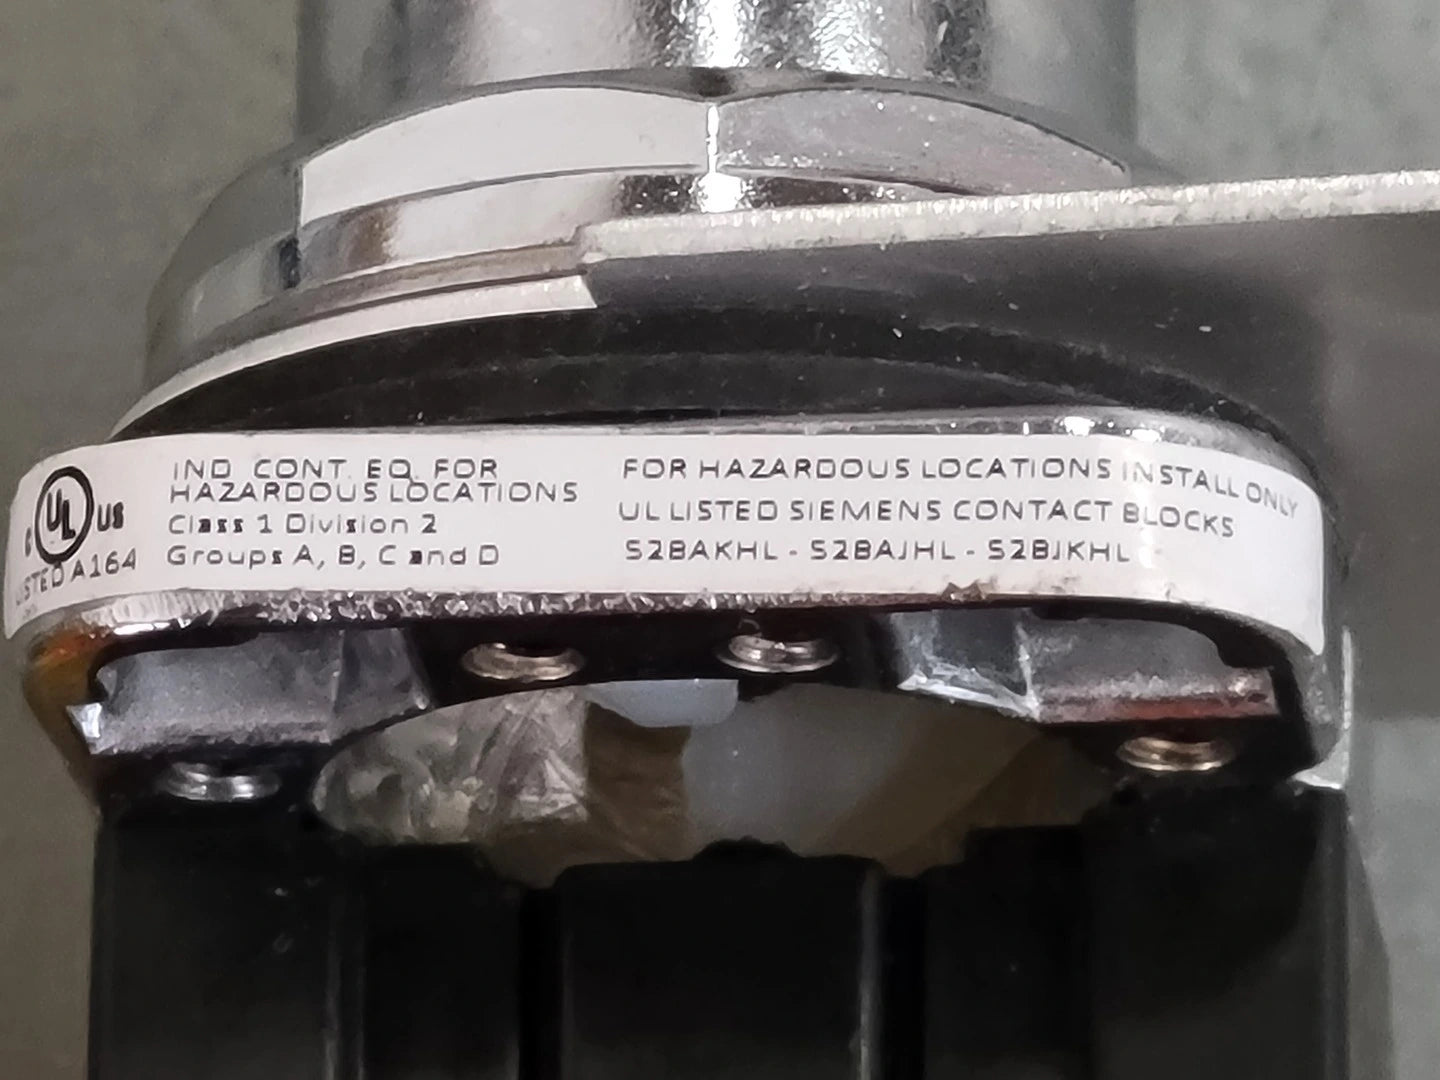 C UL US
LISTED A164
IND. CONT. EQ. FOR
HAZARDOUS LOCATIONS
Class 1 Division 2
Groups A, B, C and D
FOR HAZARDOUS LOCATIONS INSTALL ONLY
UL LISTED SIEMENS CONTACT BLOCKS
52BAKHL - 52BAJHL - 52BJKHL